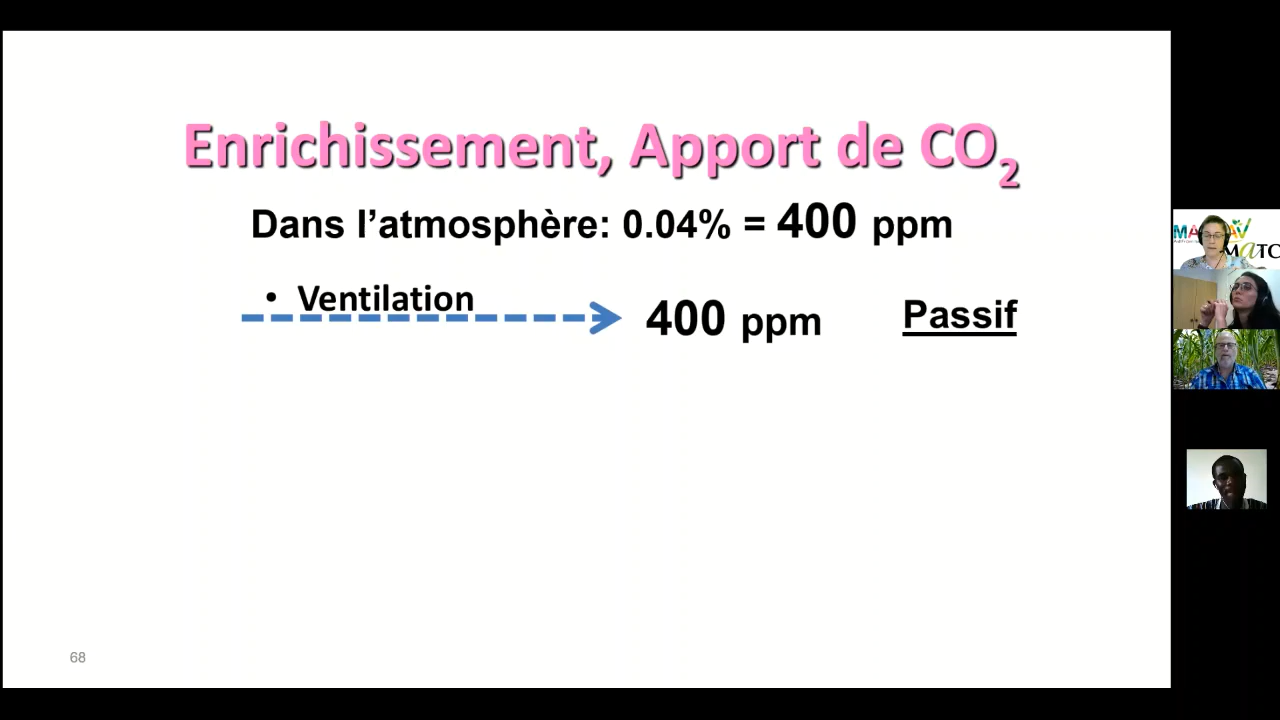 Enrichissement, Apport de CO₂
Dans l’atmosphère: 0.04% = 400 ppm
• Ventilation
400 ppm
Passif
68